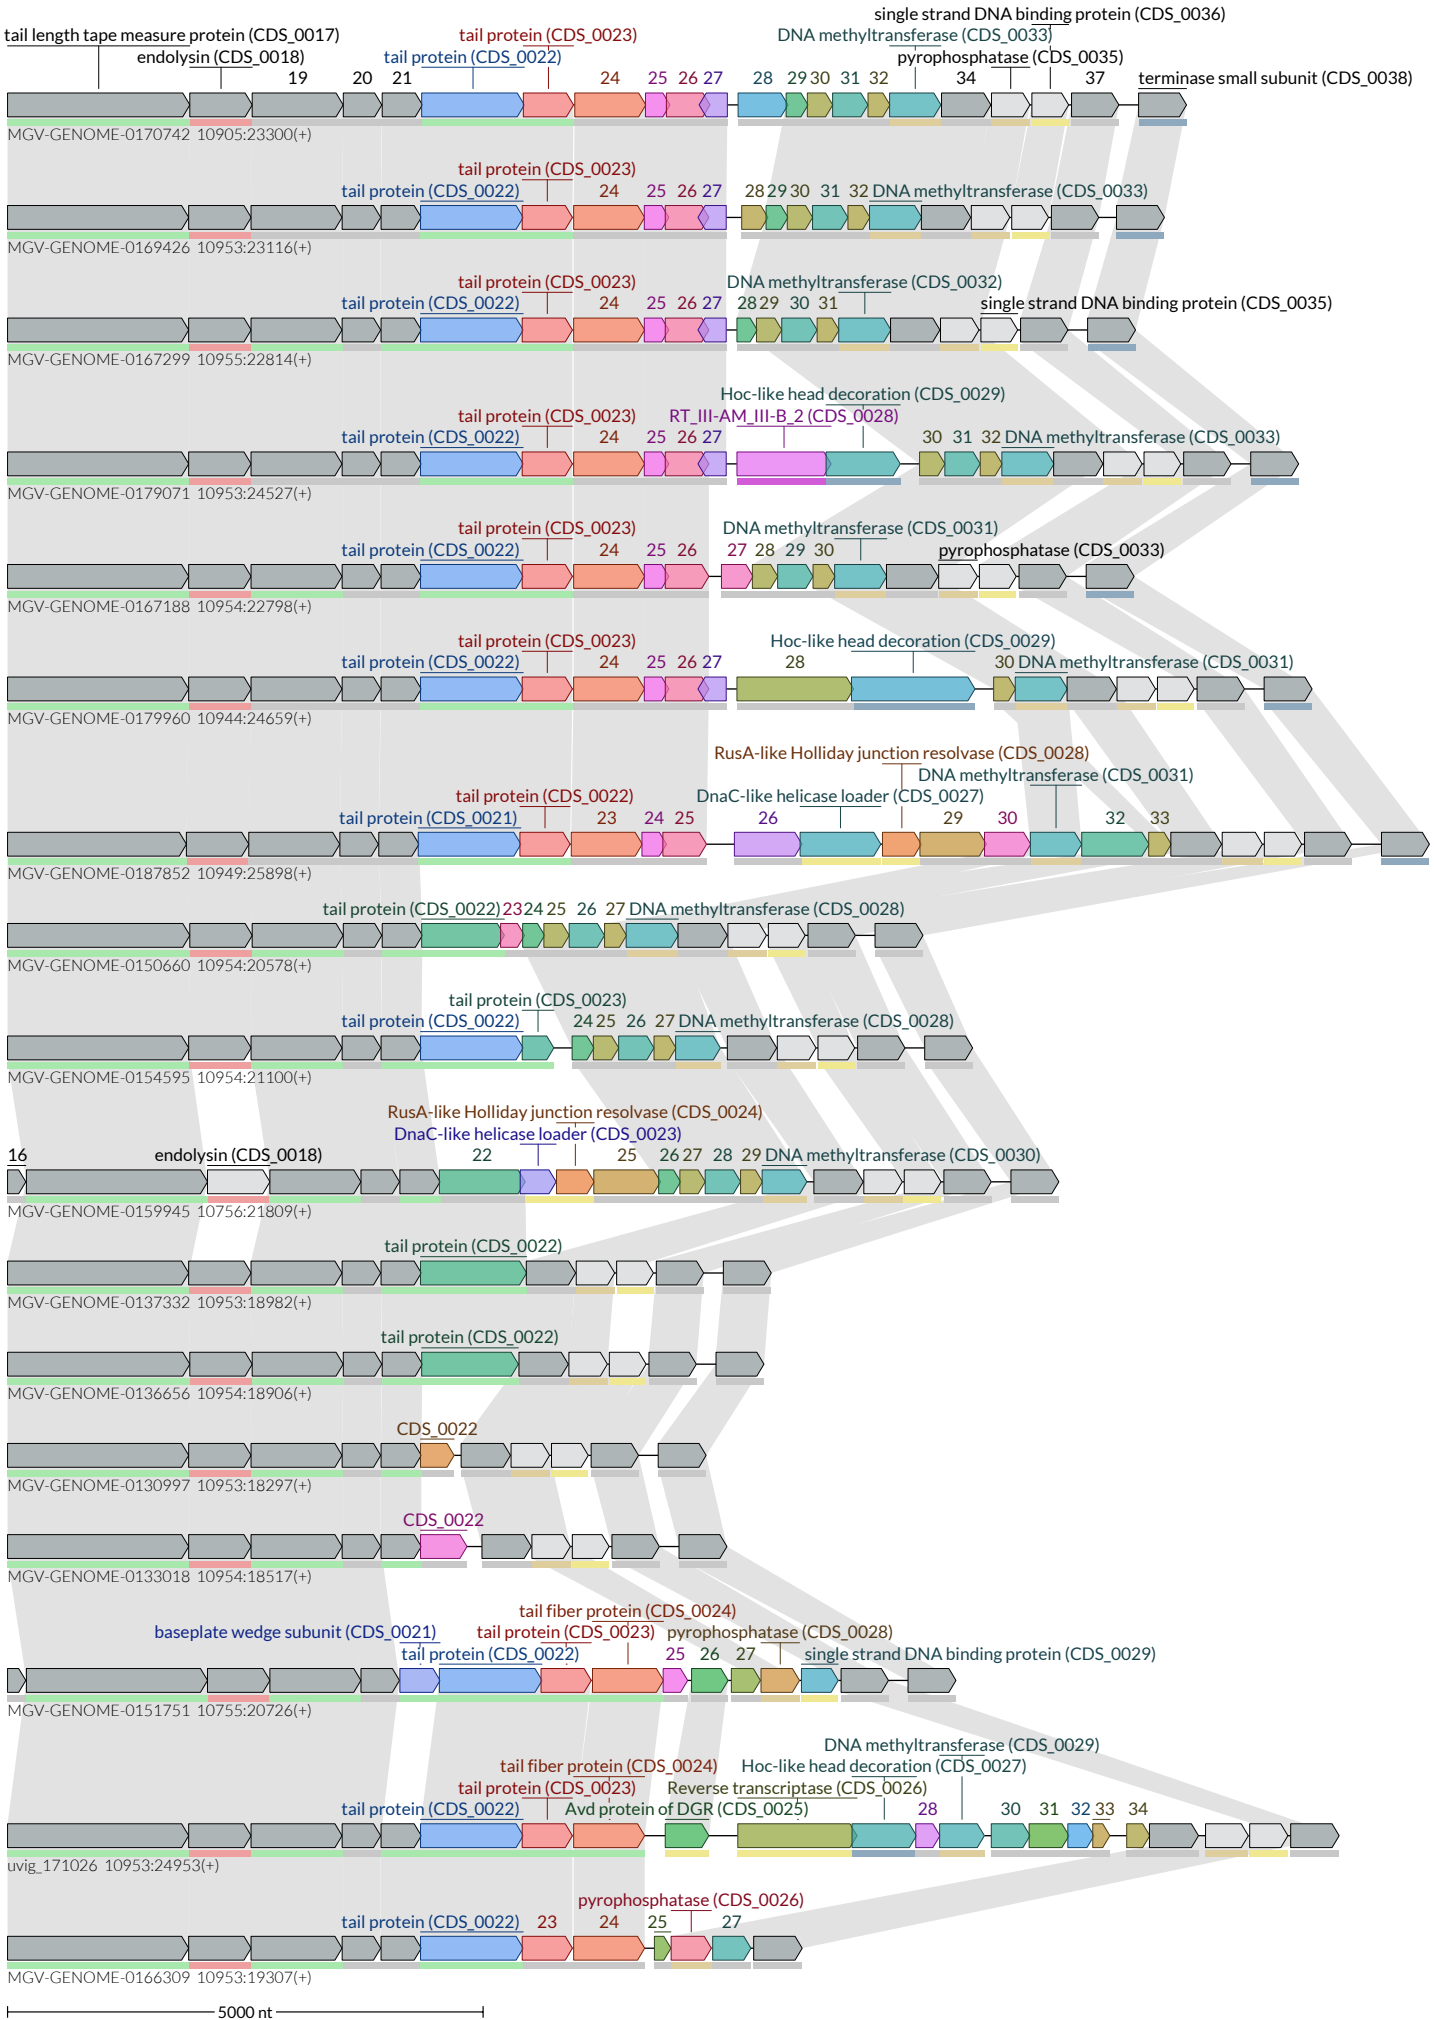 single strand DNA binding protein (CDS_0036)
tail length tape measure protein (CDS_0017) tail protein (CDS_0023) DNA methyltransferase (CDS_0033)
endolysin (CDS_0018) tail protein (CDS_0022) pyrophosphatase (CDS_0035)
19 20 21 24 25 26 27 28 29 30 31 32 34 37 terminase small subunit (CDS_0038)
MGV-GENOME-0170742 10905:23300(+)
tail protein (CDS_0023)
tail protein (CDS_0022) 24 25 26 27 28 29 30 31 32 DNA methyltransferase (CDS_0033)
MGV-GENOME-0169426 10953:23116(+)
tail protein (CDS_0023) DNA methyltransferase (CDS_0032)
tail protein (CDS_0022) 24 25 26 27 28 29 30 31 single strand DNA binding protein (CDS_0035)
MGV-GENOME-0167299 10955:22814(+)
Hoc-like head decoration (CDS_0029)
tail protein (CDS_0023) RT_III-AM_III-B_2 (CDS_0028)
tail protein (CDS_0022) 24 25 26 27 30 31 32 DNA methyltransferase (CDS_0033)
MGV-GENOME-0179071 10953:24527(+)
tail protein (CDS_0023) DNA methyltransferase (CDS_0031)
tail protein (CDS_0022) 24 25 26 27 28 29 30 pyrophosphatase (CDS_0033)
MGV-GENOME-0167188 10954:22798(+)
tail protein (CDS_0023) Hoc-like head decoration (CDS_0029)
tail protein (CDS_0022) 24 25 26 27 28 30 DNA methyltransferase (CDS_0031)
MGV-GENOME-0179960 10944:24659(+)
RusA-like Holliday junction resolvase (CDS_0028)
DNA methyltransferase (CDS_0031)
tail protein (CDS_0022) DnaC-like helicase loader (CDS_0027)
tail protein (CDS_0021) 23 24 25 26 29 30 32 33
MGV-GENOME-0187852 10949:25898(+)
tail protein (CDS_0022) 23 24 25 26 27 DNA methyltransferase (CDS_0028)
MGV-GENOME-0150660 10954:20578(+)
tail protein (CDS_0023)
tail protein (CDS_0022) 24 25 26 27 DNA methyltransferase (CDS_0028)
MGV-GENOME-0154595 10954:21100(+)
RusA-like Holliday junction resolvase (CDS_0024)
DnaC-like helicase loader (CDS_0023)
16 endolysin (CDS_0018) 22 25 26 27 28 29 DNA methyltransferase (CDS_0030)
MGV-GENOME-0159945 10756:21809(+)
tail protein (CDS_0022)
MGV-GENOME-0137332 10953:18982(+)
tail protein (CDS_0022)
MGV-GENOME-0136656 10954:18906(+)
CDS_0022
MGV-GENOME-0130997 10953:18297(+)
CDS_0022
MGV-GENOME-0133018 10954:18517(+)
tail fiber protein (CDS_0024)
baseplate wedge subunit (CDS_0021) tail protein (CDS_0023) pyrophosphatase (CDS_0028)
tail protein (CDS_0022) 25 26 27 single strand DNA binding protein (CDS_0029)
MGV-GENOME-0151751 10755:20726(+)
DNA methyltransferase (CDS_0029)
tail fiber protein (CDS_0024) Hoc-like head decoration (CDS_0027)
tail protein (CDS_0023) Reverse transcriptase (CDS_0026)
tail protein (CDS_0022) Avd protein of DGR (CDS_0025) 28 30 31 32 33 34
uvig_171026 10953:24953(+)
pyrophosphatase (CDS_0026)
tail protein (CDS_0022) 23 24 25 27
MGV-GENOME-0166309 10953:19307(+)
5000 nt